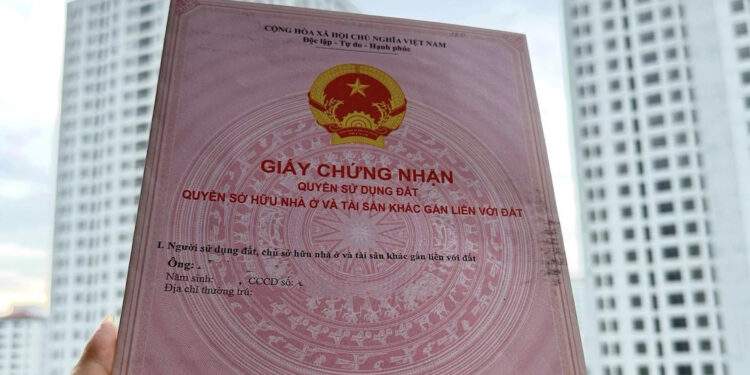 CỘNG HÒA XÃ HỘI CHỦ NGHĨA VIỆT NAM
Độc lập - Tự do - Hạnh phúc
GIẤY CHỨNG NHẬN
QUYỀN SỬ DỤNG ĐẤT
QUYỀN SỞ HỮU NHÀ Ở VÀ TÀI SẢN KHÁC GẮN LIỀN VỚI ĐẤT
I. Người sử dụng đất, chủ sở hữu nhà ở và tài sản khác gắn liền với đất
Ông:
Năm sinh: CCCD số:
Địa chỉ thường trú: